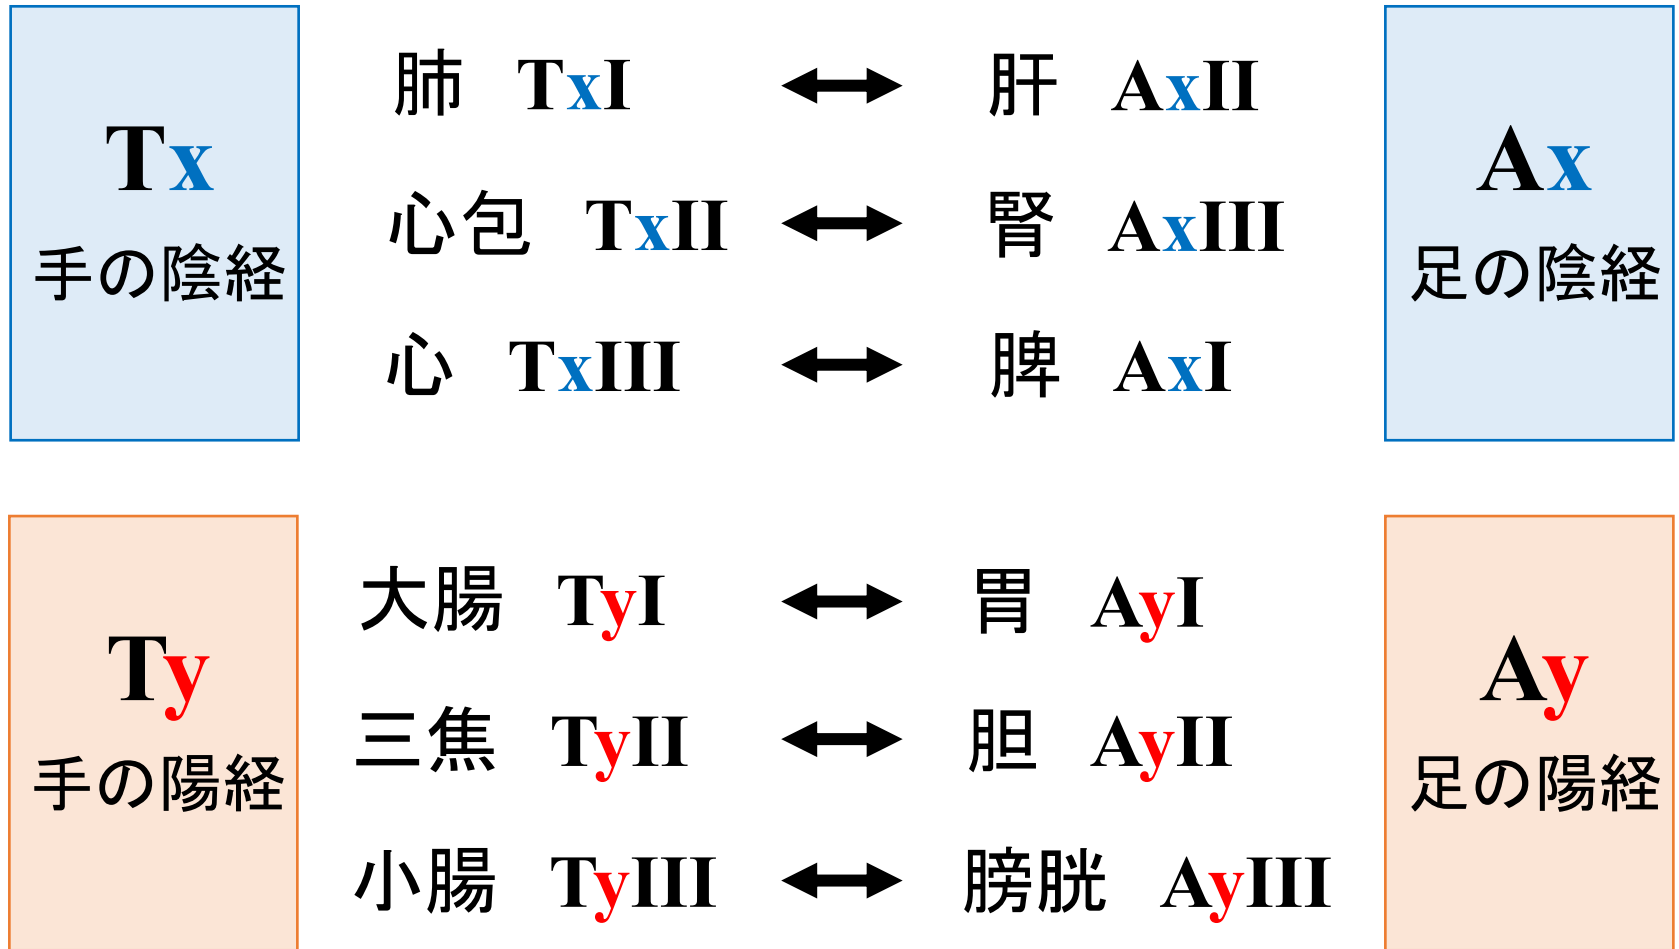 Tx
手の陰経
肺 TxI ↔ 肝 AxII
心包 TxII ↔ 腎 AxIII
心 TxIII ↔ 脾 AxI
Ax
足の陰経
Ty
手の陽経
大腸 TyI ↔ 胃 AyI
三焦 TyII ↔ 胆 AyII
小腸 TyIII ↔ 膀胱 AyIII
Ay
足の陽経